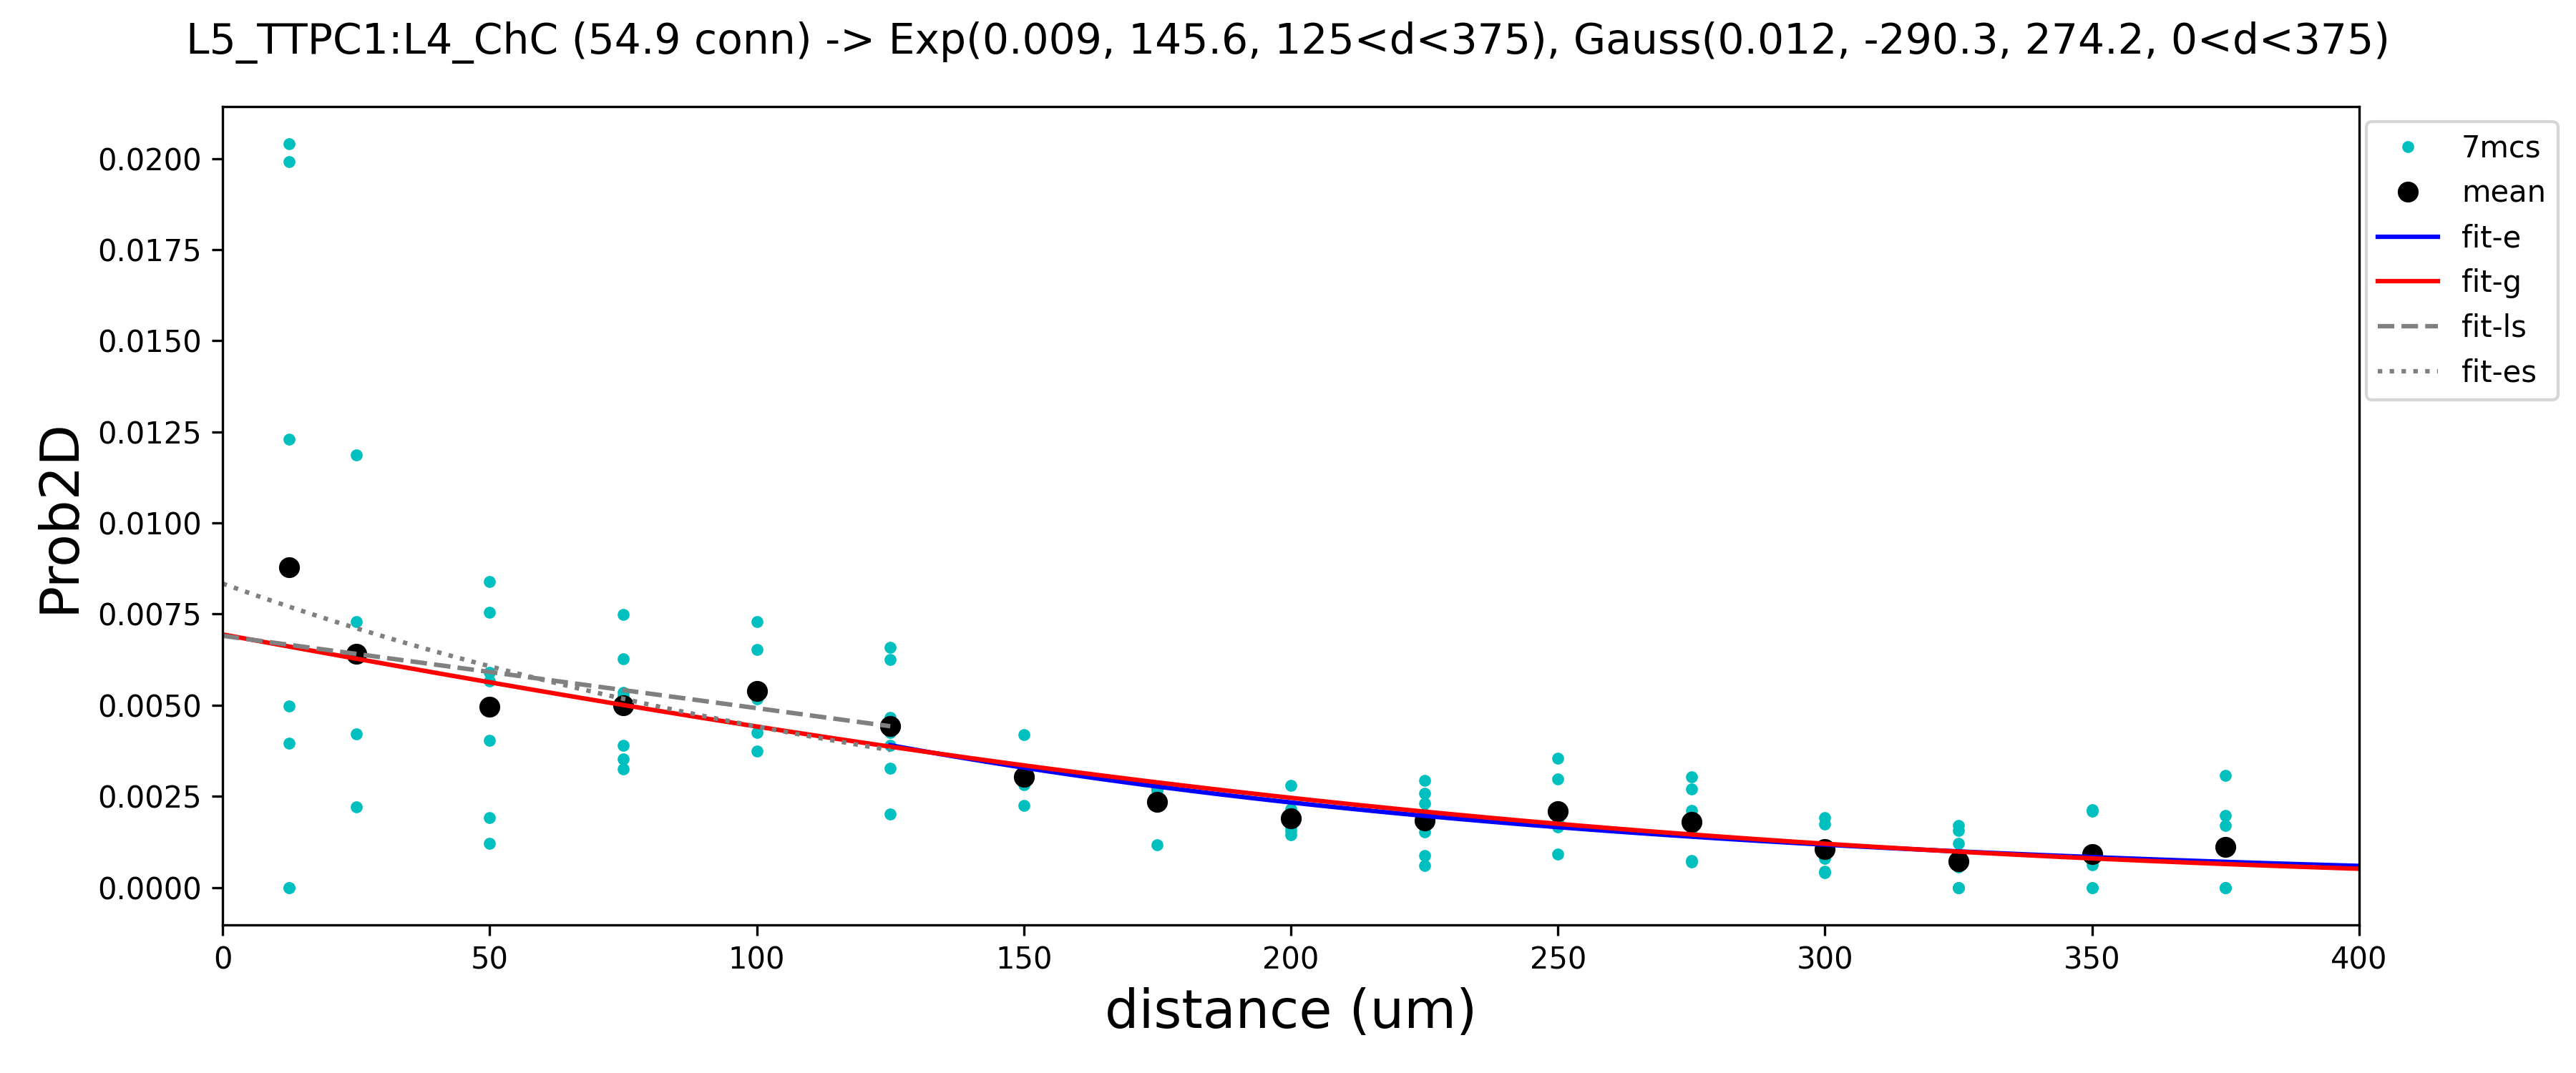 L5_TTPC1:L4_ChC (54.9 conn) -> Exp(0.009, 145.6, 125<d<375), Gauss(0.012, -290.3, 274.2, 0<d<375)
7mcs
mean
fit-e
fit-g
fit-ls
fit-es
Prob2D
0.0200
0.0175
0.0150
0.0125
0.0100
0.0075
0.0050
0.0025
0.0000
0 50 100 150 200 250 300 350 400
distance (um)